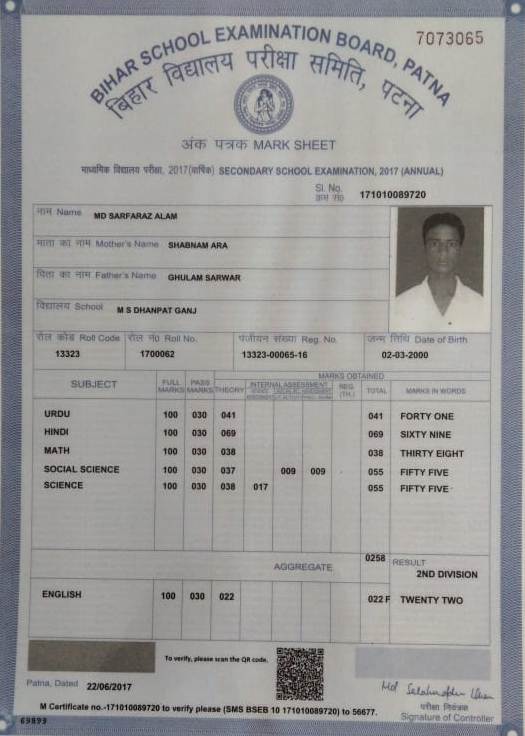 7073065
BIHAR SCHOOL EXAMINATION BOARD, PATNA
बिहार विद्यालय परीक्षा समिति, पटना
अंक पत्रक MARK SHEET
माध्यमिक विद्यालय परीक्षा, 2017(वार्षिक) SECONDARY SCHOOL EXAMINATION, 2017 (ANNUAL)
Sl. No.
क्रम सं० 171010089720
नाम Name MD SARFARAZ ALAM
माता का नाम Mother's Name SHABNAM ARA
पिता का नाम Father's Name GHULAM SARWAR
विद्यालय School M S DHANPAT GANJ
रौल कोड Roll Code रौल नं० Roll No. पंजीयन संख्या Reg. No. जन्म तिथि Date of Birth
13323 1700062 13323-00065-16 02-03-2000
MARKS OBTAINED
SUBJECT FULL MARKS PASS MARKS THEORY INTERNAL ASSESSMENT REG. (TH.) TOTAL MARKS IN WORDS
URDU 100 030 041 041 FORTY ONE
HINDI 100 030 069 069 SIXTY NINE
MATH 100 030 038 038 THIRTY EIGHT
SOCIAL SCIENCE 100 030 037 009 009 055 FIFTY FIVE
SCIENCE 100 030 038 017 055 FIFTY FIVE
AGGREGATE 0258 RESULT
2ND DIVISION
ENGLISH 100 030 022 022 F TWENTY TWO
To verify, please scan the QR code.
Patna, Dated 22/06/2017
परीक्षा नियंत्रक
Signature of Controller
M Certificate no.-171010089720 to verify please (SMS BSEB 10 171010089720) to 56677.
69899